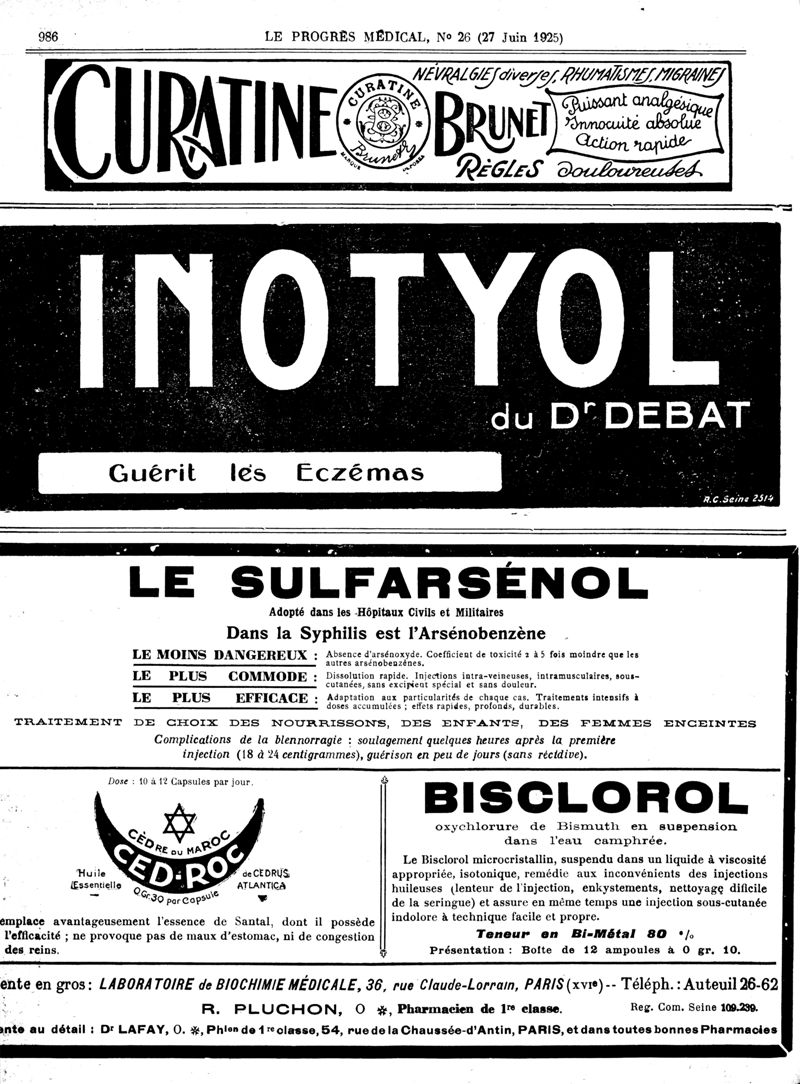 986
LE PROGRÈS MÉDICAL, No 26 (27 Juin 1925)
CURATINE
CURATINE
Brunet
MARQUE DÉPOSÉE
BRUNET
NÉVRALGIES diverses, RHUMATISMES, MIGRAINES
Puissant analgésique
Innocuité absolue
Action rapide
RÈGLES douloureuses
INOTYOL
du Dr DEBAT
Guérit les Eczémas
R.C. Seine 2514
LE SULFARSÉNOL
Adopté dans les Hôpitaux Civils et Militaires
Dans la Syphilis est l'Arsénobenzène
LE MOINS DANGEREUX : Absence d'arsénoxyde. Coefficient de toxicité 2 à 5 fois moindre que les
autres arsénobenzénes.
LE PLUS COMMODE : Dissolution rapide. Injections intra-veineuses, intramusculaires, sous-
cutanées, sans excipient spécial et sans douleur.
LE PLUS EFFICACE : Adaptation aux particularités de chaque cas. Traitements intensifs à
doses accumulées ; effets rapides, profonds, durables.
TRAITEMENT DE CHOIX DES NOURRISSONS, DES ENFANTS, DES FEMMES ENCEINTES
Complications de la blennorragie : soulagement quelques heures après la première
injection (18 à 24 centigrammes), guérison en peu de jours (sans récidive).
Dose : 10 à 12 Capsules par jour.
CÈDRE DU MAROC
CED-ROC
Huile
Essentielle
de CEDRUS
ATLANTICA
0 Gr.30 par Capsule
emplace avantageusement l'essence de Santal, dont il possède
l'efficacité ; ne provoque pas de maux d'estomac, ni de congestion
des reins.
BISCLOROL
oxychlorure de Bismuth en suspension
dans l'eau camphrée.
Le Bisclorol microcristallin, suspendu dans un liquide à viscosité
appropriée, isotonique, remédie aux inconvénients des injections
huileuses (lenteur de l'injection, enkystements, nettoyage difficile
de la seringue) et assure en même temps une injection sous-cutanée
indolore à technique facile et propre.
Teneur en Bi-Métal 80 %
Présentation : Boîte de 12 ampoules à 0 gr. 10.
ente en gros : LABORATOIRE de BIOCHIMIE MÉDICALE, 36, rue Claude-Lorrain, PARIS (XVIe) -- Téléph. : Auteuil 26-62
R. PLUCHON, O ✻, Pharmacien de 1re classe. Reg. Com. Seine 109.239.
nte au détail : Dr LAFAY, O. ✻, Phien de 1re classe, 54, rue de la Chaussée-d'Antin, PARIS, et dans toutes bonnes Pharmacies